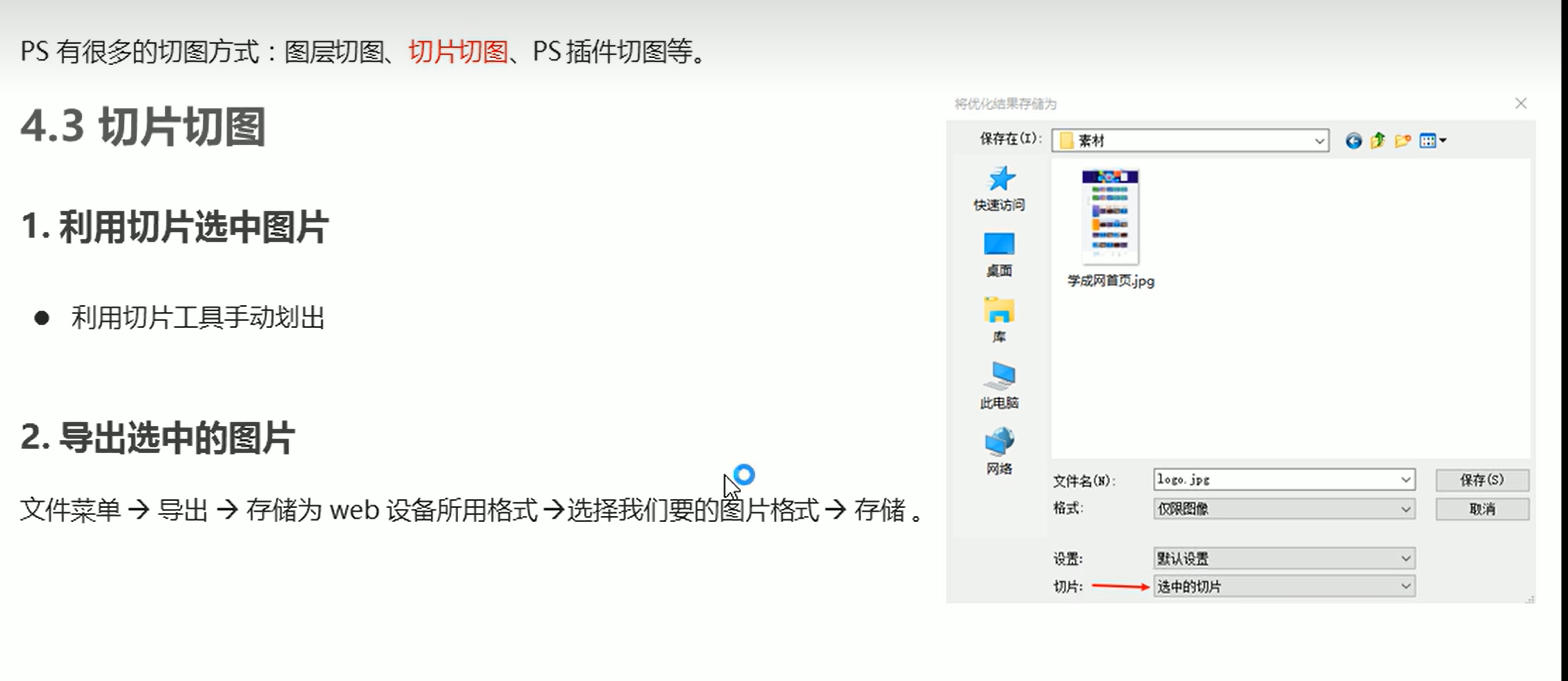 PS 有很多的切图方式：图层切图、切片切图、PS 插件切图等。
4.3 切片切图
1. 利用切片选中图片
● 利用切片工具手动划出
2. 导出选中的图片
文件菜单 → 导出 → 存储为 web 设备所用格式 →选择我们要的图片格式→ 存储 。
将优化结果存储为
保存在(I): 素材
快速访问
桌面
库
此电脑
网络
学成网首页.jpg
文件名(N): logo.jpg 保存(S)
格式: 仅限图像 取消
设置: 默认设置
切片: 选中的切片